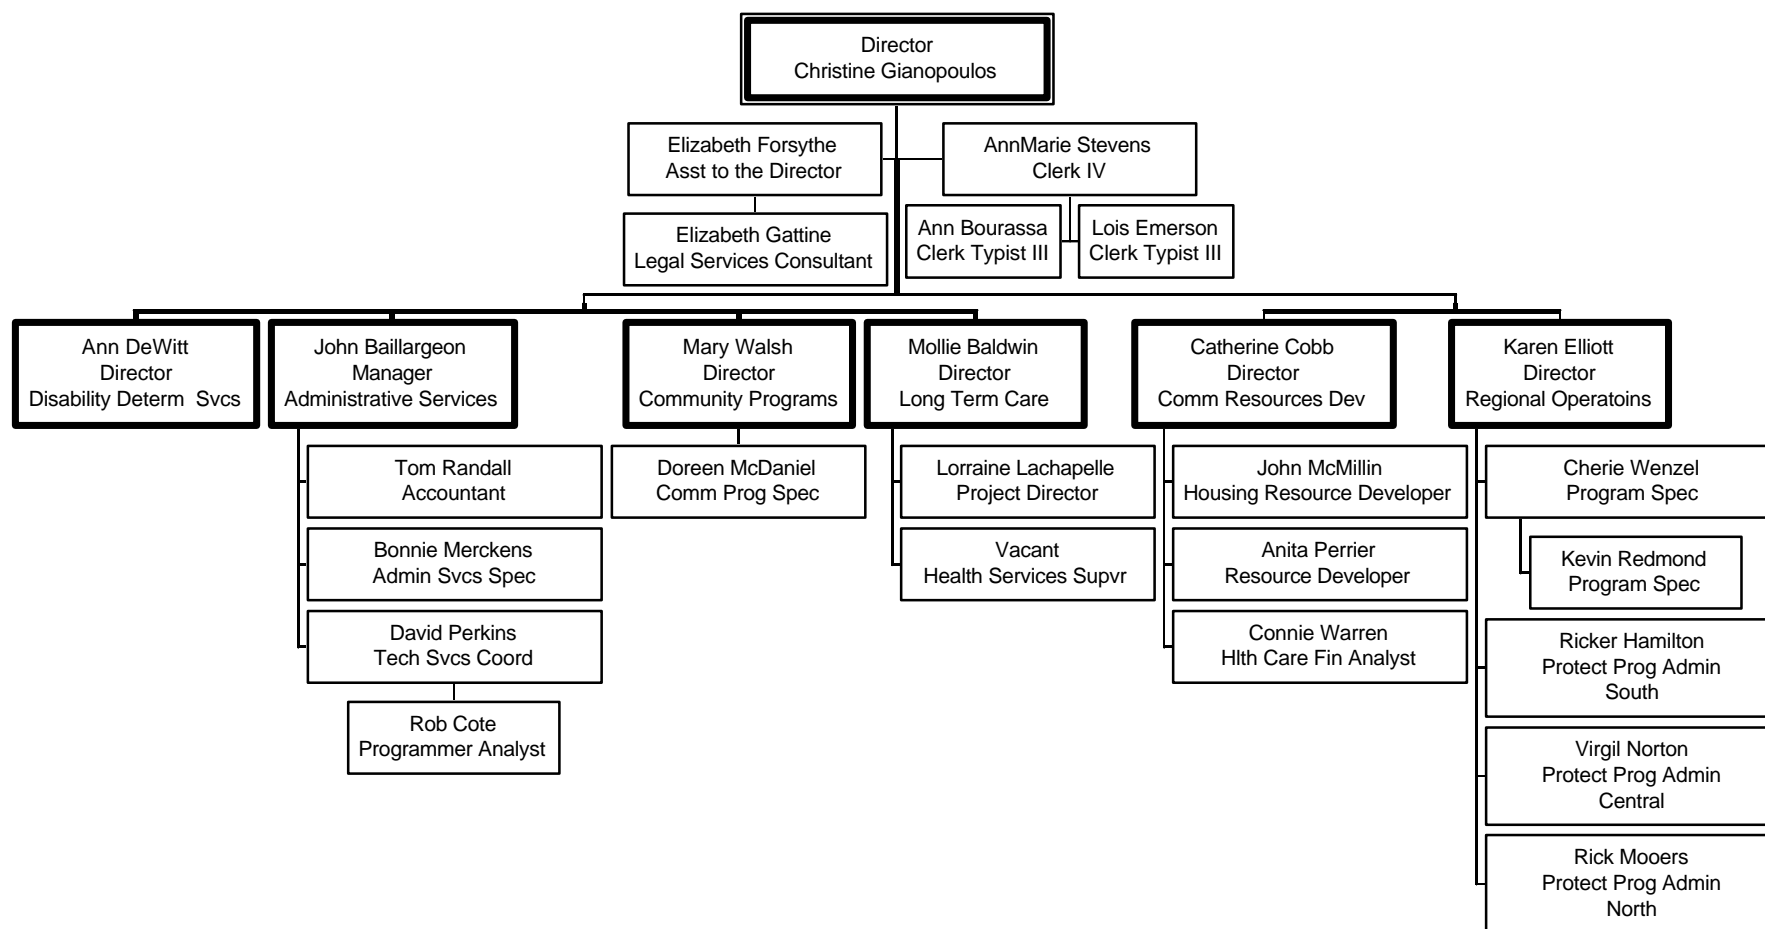 Director
Christine Gianopoulos
Elizabeth Forsythe
Asst to the Director
AnnMarie Stevens
Clerk IV
Elizabeth Gattine
Legal Services Consultant
Ann Bourassa
Clerk Typist III
Lois Emerson
Clerk Typist III
Ann DeWitt
Director
Disability Determ Svcs
John Baillargeon
Manager
Administrative Services
Mary Walsh
Director
Community Programs
Mollie Baldwin
Director
Long Term Care
Catherine Cobb
Director
Comm Resources Dev
Karen Elliott
Director
Regional Operatoins
Tom Randall
Accountant
Bonnie Merckens
Admin Svcs Spec
David Perkins
Tech Svcs Coord
Rob Cote
Programmer Analyst
Doreen McDaniel
Comm Prog Spec
Lorraine Lachapelle
Project Director
Vacant
Health Services Supvr
John McMillin
Housing Resource Developer
Anita Perrier
Resource Developer
Connie Warren
Hlth Care Fin Analyst
Cherie Wenzel
Program Spec
Kevin Redmond
Program Spec
Ricker Hamilton
Protect Prog Admin
South
Virgil Norton
Protect Prog Admin
Central
Rick Mooers
Protect Prog Admin
North